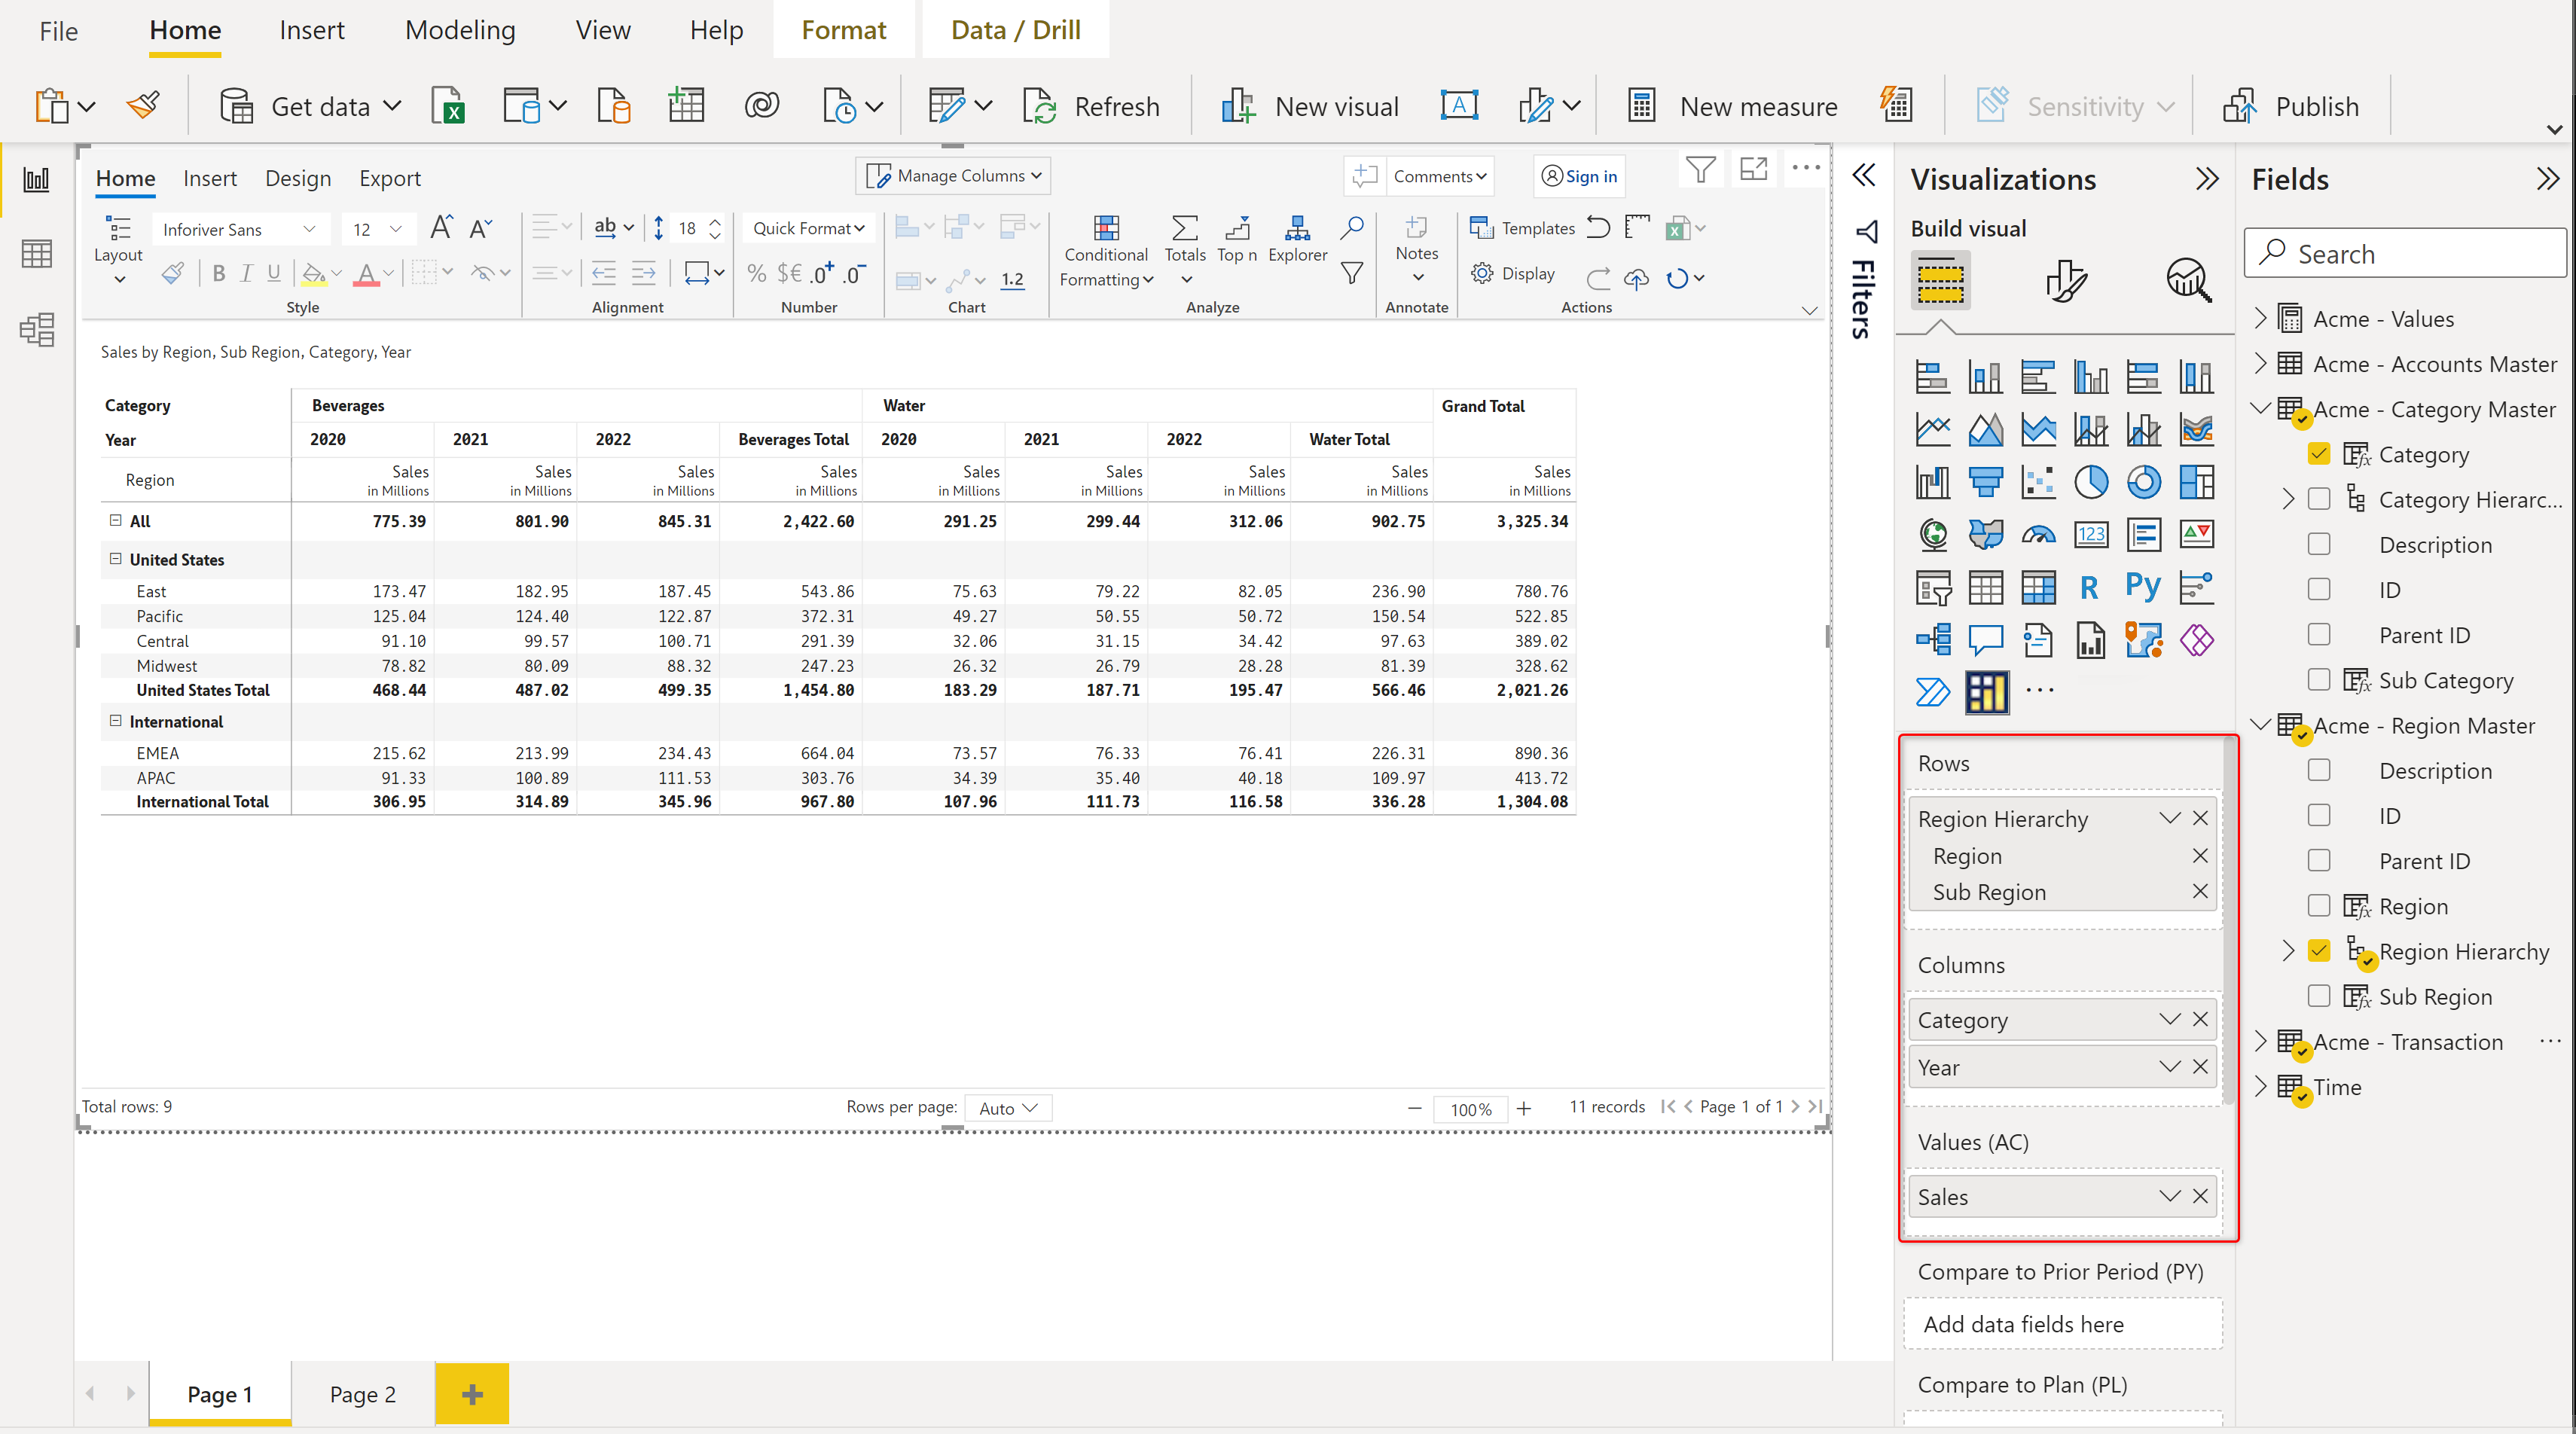 File Home Insert Modeling View Help Format Data / Drill
Get data Refresh New visual New measure Sensitivity Publish
Home Insert Design Export Manage Columns Comments Sign in
Layout Inforiver Sans 12 ab 18 Quick Format Conditional Formatting Totals Top n Explorer Notes Templates
B I U A % $€ .0+ .0- 1.2 Display
Style Alignment Number Chart Analyze Annotate Actions
Sales by Region, Sub Region, Category, Year
Category Beverages Water Grand Total
Year 2020 2021 2022 Beverages Total 2020 2021 2022 Water Total
Region Sales Sales Sales Sales Sales Sales Sales Sales Sales
in Millions in Millions in Millions in Millions in Millions in Millions in Millions in Millions in Millions
All 775.39 801.90 845.31 2,422.60 291.25 299.44 312.06 902.75 3,325.34
United States
East 173.47 182.95 187.45 543.86 75.63 79.22 82.05 236.90 780.76
Pacific 125.04 124.40 122.87 372.31 49.27 50.55 50.72 150.54 522.85
Central 91.10 99.57 100.71 291.39 32.06 31.15 34.42 97.63 389.02
Midwest 78.82 80.09 88.32 247.23 26.32 26.79 28.28 81.39 328.62
United States Total 468.44 487.02 499.35 1,454.80 183.29 187.71 195.47 566.46 2,021.26
International
EMEA 215.62 213.99 234.43 664.04 73.57 76.33 76.41 226.31 890.36
APAC 91.33 100.89 111.53 303.76 34.39 35.40 40.18 109.97 413.72
International Total 306.95 314.89 345.96 967.80 107.96 111.73 116.58 336.28 1,304.08
Total rows: 9 Rows per page: Auto 100% 11 records Page 1 of 1
Page 1 Page 2
Filters
Visualizations
Build visual
123
R Py
Rows
Region Hierarchy
Region
Sub Region
Columns
Category
Year
Values (AC)
Sales
Compare to Prior Period (PY)
Add data fields here
Compare to Plan (PL)
Fields
Search
Acme - Values
Acme - Accounts Master
Acme - Category Master
Category
Category Hierarc...
Description
ID
Parent ID
Sub Category
Acme - Region Master
Description
ID
Parent ID
Region
Region Hierarchy
Sub Region
Acme - Transaction
Time